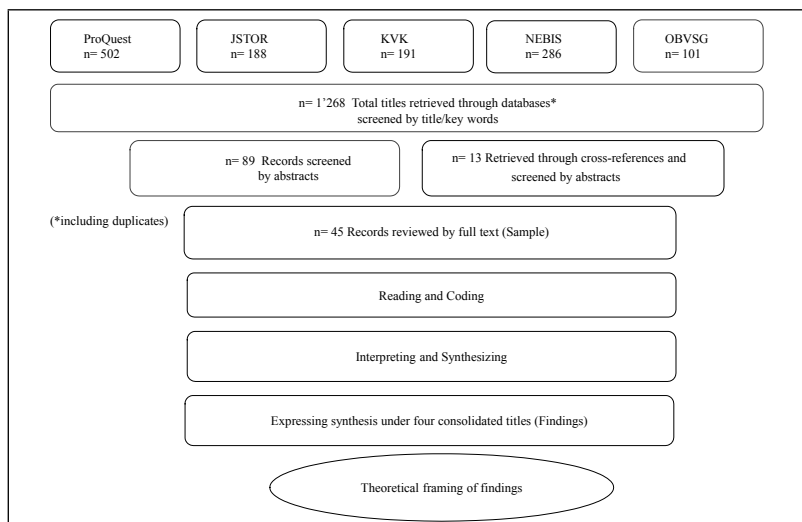 ProQuest
n= 502
JSTOR
n= 188
KVK
n= 191
NEBIS
n= 286
OBVSG
n= 101
n= 1’268 Total titles retrieved through databases*
screened by title/key words
n= 89 Records screened
by abstracts
n= 13 Retrieved through cross-references and
screened by abstracts
(*including duplicates)
n= 45 Records reviewed by full text (Sample)
Reading and Coding
Interpreting and Synthesizing
Expressing synthesis under four consolidated titles (Findings)
Theoretical framing of findings